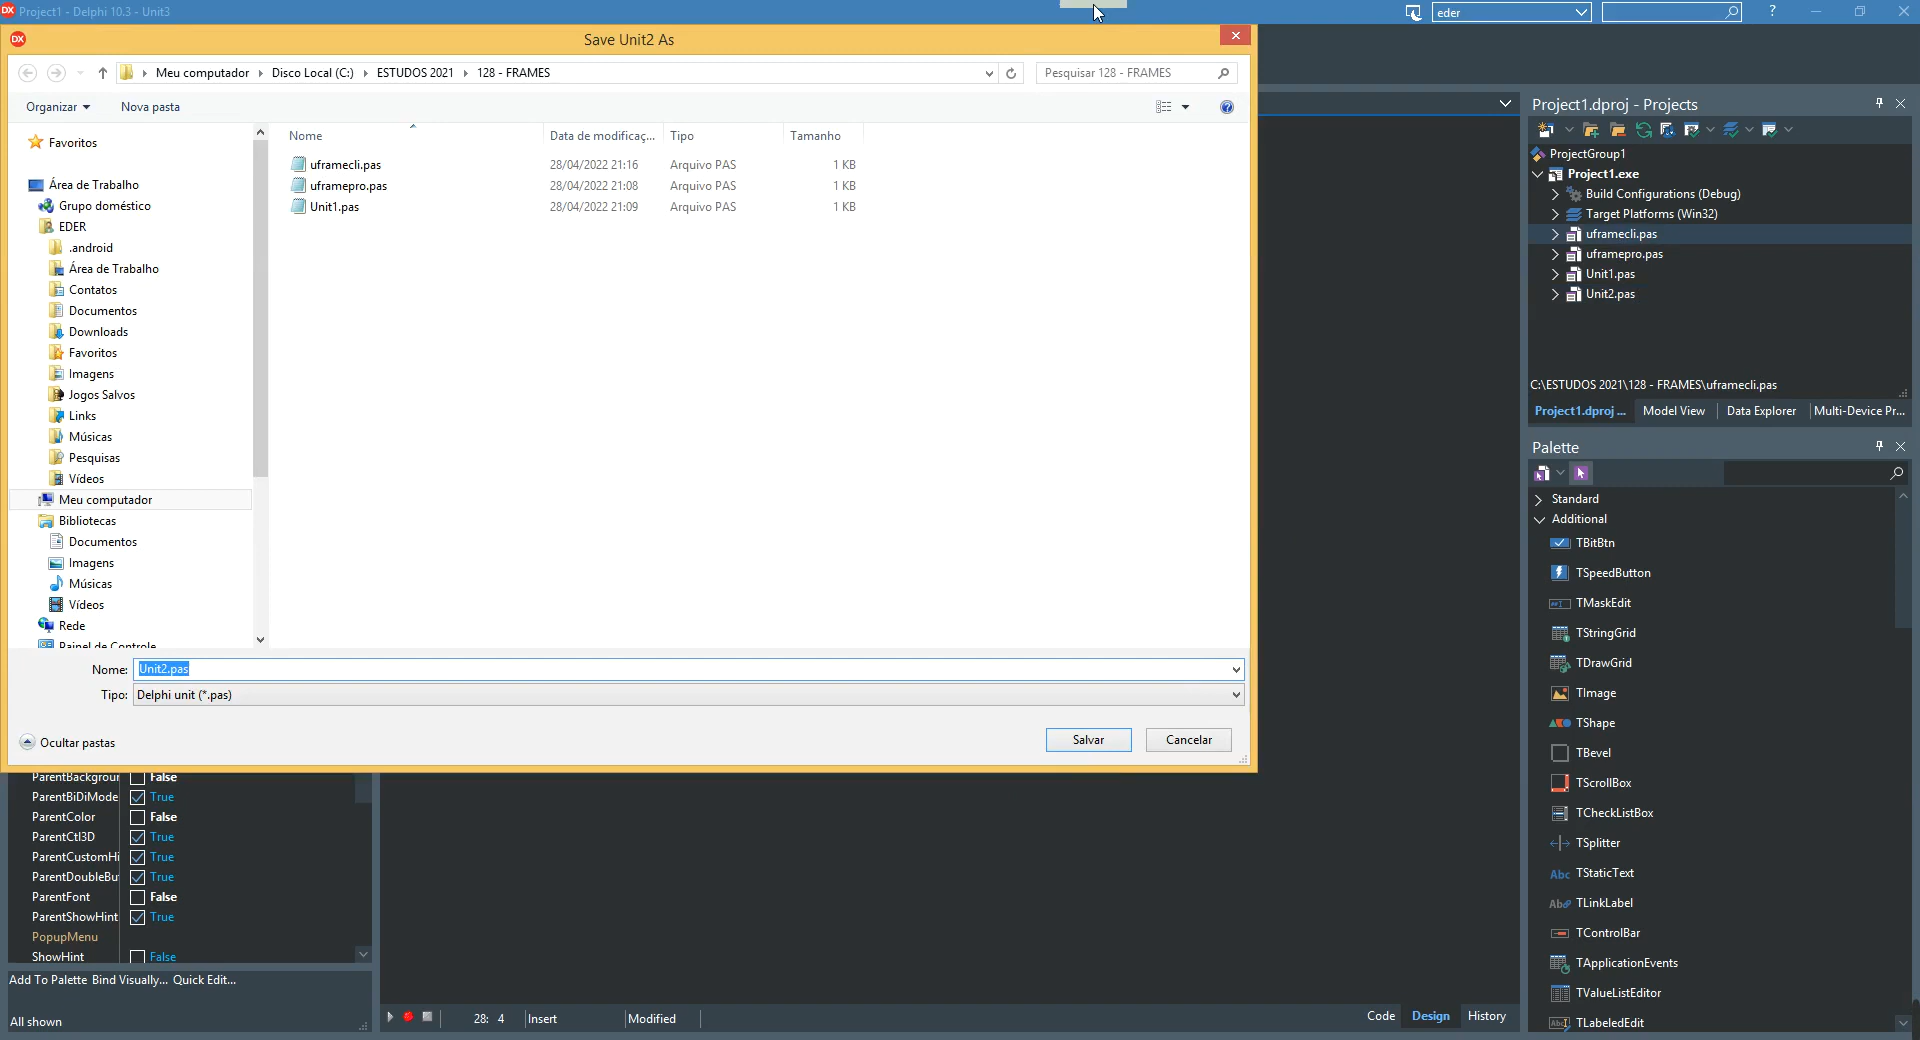 Project1 - Delphi 10.3 - Unit3
eder
?
Save Unit2 As
Meu computador
Disco Local (C:)
ESTUDOS 2021
128 - FRAMES
Pesquisar 128 - FRAMES
Organizar
Nova pasta
Favoritos
Área de Trabalho
Grupo doméstico
EDER
.android
Área de Trabalho
Contatos
Documentos
Downloads
Favoritos
Imagens
Jogos Salvos
Links
Músicas
Pesquisas
Vídeos
Meu computador
Bibliotecas
Documentos
Imagens
Músicas
Vídeos
Rede
Painel de Controle
Nome
Data de modificaç...
Tipo
Tamanho
uframecli.pas 28/04/2022 21:16 Arquivo PAS 1 KB
uframepro.pas 28/04/2022 21:08 Arquivo PAS 1 KB
Unit1.pas 28/04/2022 21:09 Arquivo PAS 1 KB
Nome: Unit2.pas
Tipo: Delphi unit (*.pas)
Ocultar pastas
Salvar
Cancelar
ParentBackgrour False
ParentBiDiMode True
ParentColor False
ParentCtl3D True
ParentCustomHi True
ParentDoubleBu True
ParentFont False
ParentShowHint True
PopupMenu
ShowHint False
Add To Palette Bind Visually... Quick Edit...
All shown
28: 4
Insert
Modified
Code
Design
History
Project1.dproj - Projects
ProjectGroup1
Project1.exe
Build Configurations (Debug)
Target Platforms (Win32)
uframecli.pas
uframepro.pas
Unit1.pas
Unit2.pas
C:\ESTUDOS 2021\128 - FRAMES\uframecli.pas
Project1.dproj ...
Model View
Data Explorer
Multi-Device Pr...
Palette
Standard
Additional
TBitBtn
TSpeedButton
TMaskEdit
TStringGrid
TDrawGrid
TImage
TShape
TBevel
TScrollBox
TCheckListBox
TSplitter
TStaticText
TLinkLabel
TControlBar
TApplicationEvents
TValueListEditor
TLabeledEdit